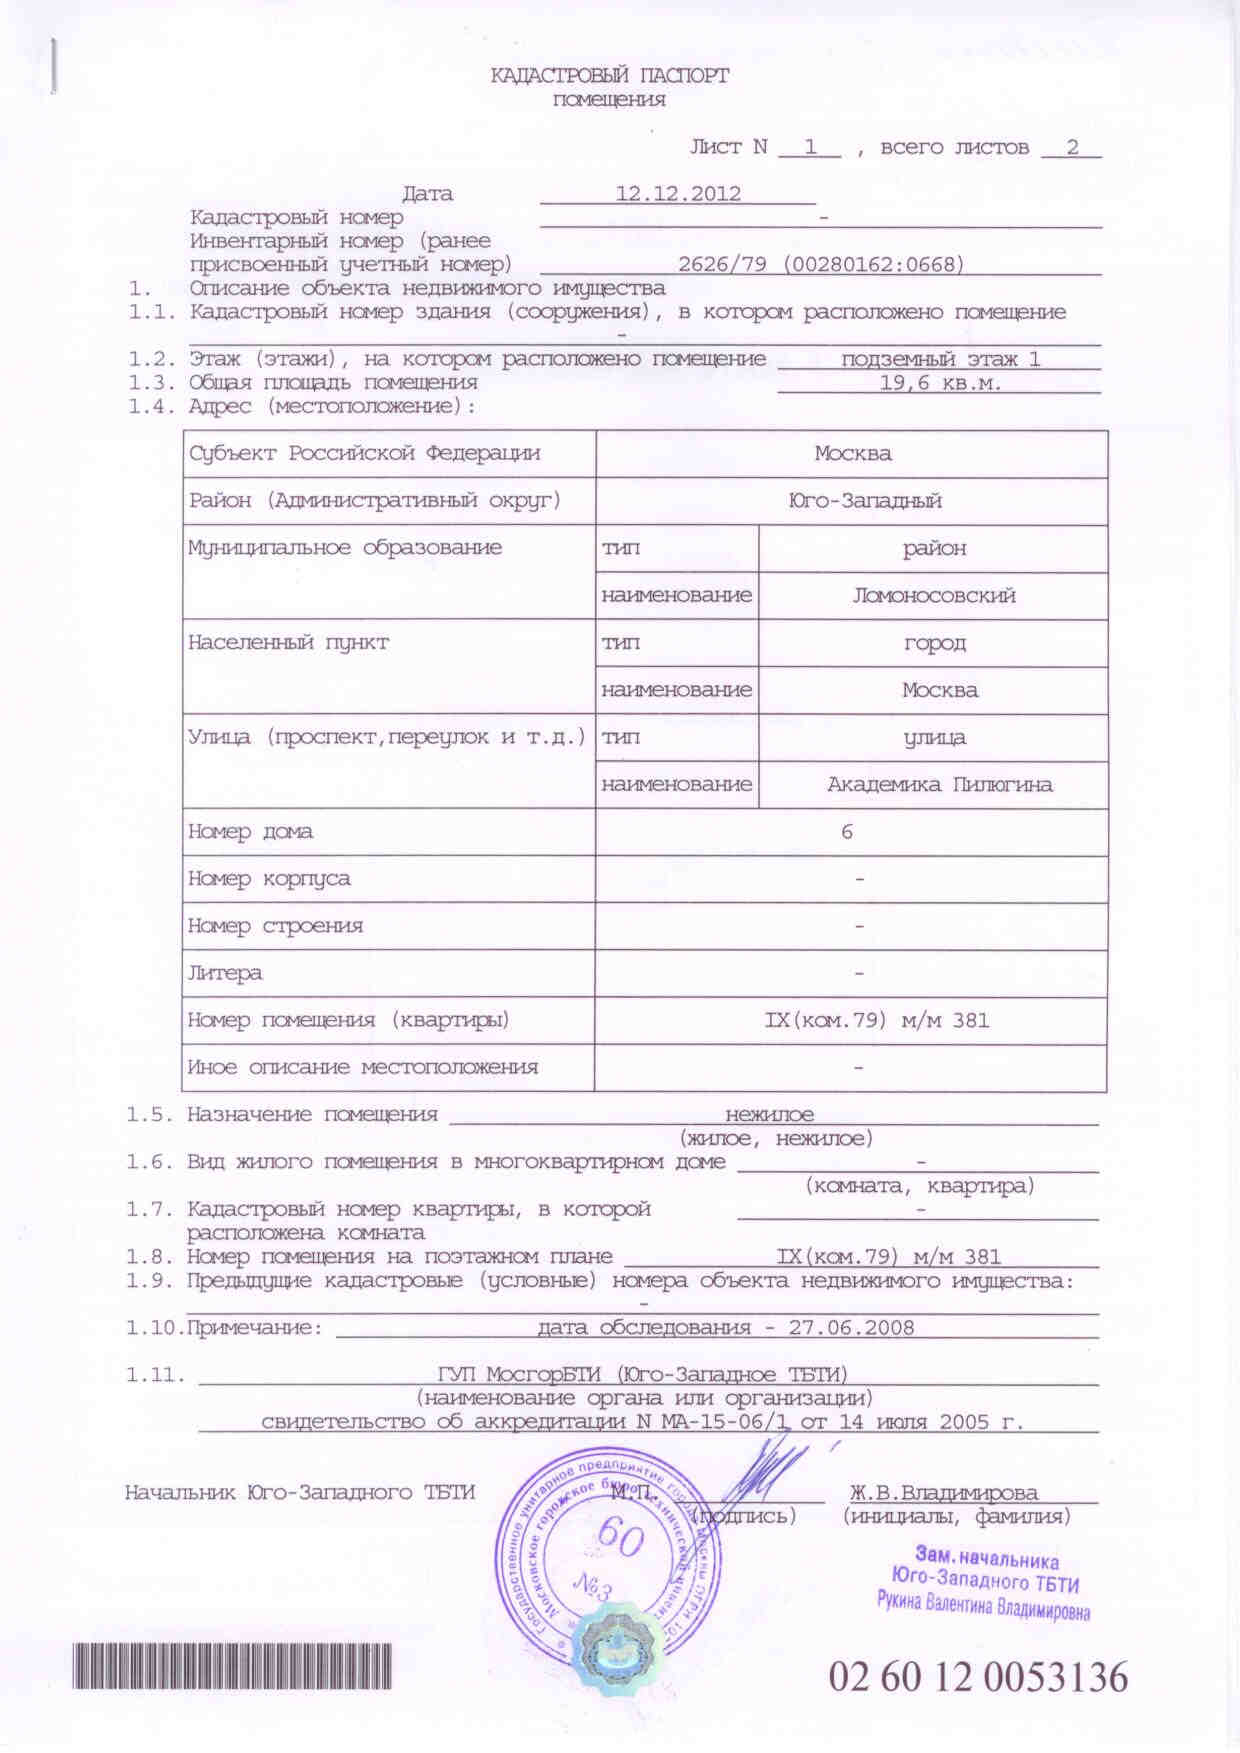 КАДАСТРОВЫЙ ПАСПОРТ
помещения
Лист N 1 , всего листов 2
Дата 12.12.2012
Кадастровый номер -
Инвентарный номер (ранее
присвоенный учетный номер) 2626/79 (00280162:0668)
1. Описание объекта недвижимого имущества
1.1. Кадастровый номер здания (сооружения), в котором расположено помещение
-
1.2. Этаж (этажи), на котором расположено помещение подземный этаж 1
1.3. Общая площадь помещения 19,6 кв.м.
1.4. Адрес (местоположение):
Субъект Российской Федерации Москва
Район (Административный округ) Юго-Западный
Муниципальное образование тип район
наименование Ломоносовский
Населенный пункт тип город
наименование Москва
Улица (проспект,переулок и т.д.) тип улица
наименование Академика Пилюгина
Номер дома 6
Номер корпуса -
Номер строения -
Литера -
Номер помещения (квартиры) IX(ком.79) м/м 381
Иное описание местоположения -
1.5. Назначение помещения нежилое
(жилое, нежилое)
1.6. Вид жилого помещения в многоквартирном доме -
(комната, квартира)
1.7. Кадастровый номер квартиры, в которой -
расположена комната
1.8. Номер помещения на поэтажном плане IX(ком.79) м/м 381
1.9. Предыдущие кадастровые (условные) номера объекта недвижимого имущества:
-
1.10.Примечание: дата обследования - 27.06.2008
1.11. ГУП МосгорБТИ (Юго-Западное ТБТИ)
(наименование органа или организации)
свидетельство об аккредитации N МА-15-06/1 от 14 июля 2005 г.
Начальник Юго-Западного ТБТИ М.П. Ж.В.Владимирова
(подпись) (инициалы, фамилия)
Государственное унитарное предприятие города Москвы ОГРН
Московское городское бюро технической
60
№3
Зам. начальника
Юго-Западного ТБТИ
Рукина Валентина Владимировна
02 60 12 0053136